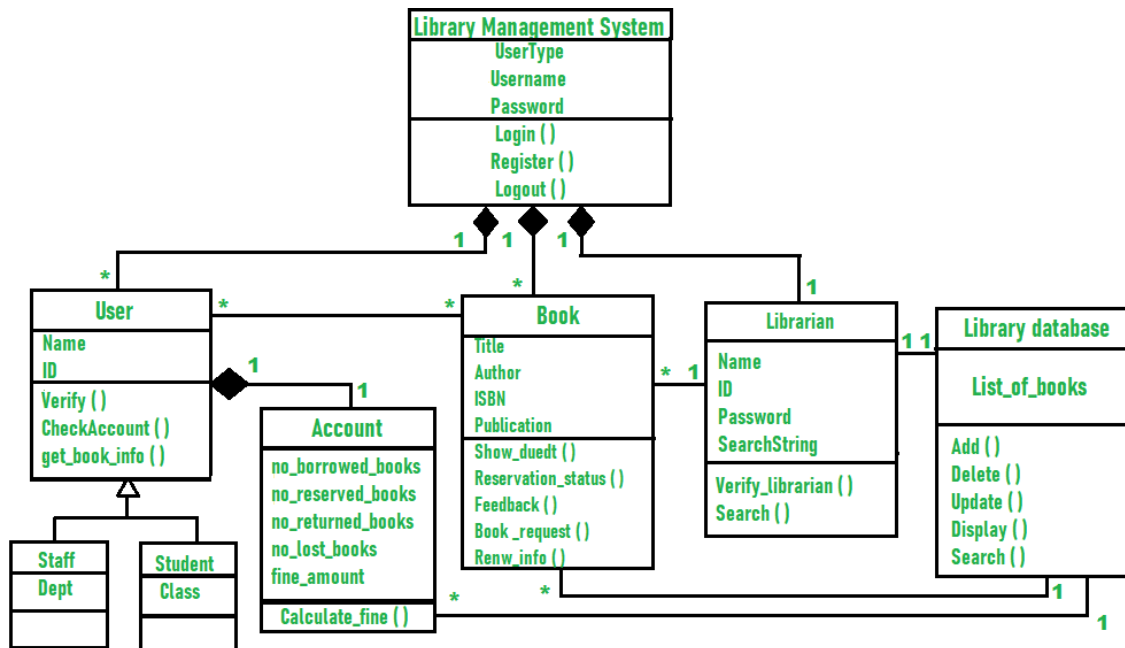 Library Management System
UserType
Username
Password
Login ( )
Register ( )
Logout ( )
1 1 1
* * 1
User
Name
ID
Verify ( )
CheckAccount ( )
get_book_info ( )
* *
Book
Title
Author
ISBN
Publication
Show_duedt ( )
Reservation_status ( )
Feedback ( )
Book _request ( )
Renw_info ( )
* 1
Librarian
Name
ID
Password
SearchString
Verify_librarian ( )
Search ( )
1 1
Library database
List_of_books
Add ( )
Delete ( )
Update ( )
Display ( )
Search ( )
1
1
Account
no_borrowed_books
no_reserved_books
no_returned_books
no_lost_books
fine_amount
Calculate_fine ( )
Staff
Dept
Student
Class
* 1
* 1